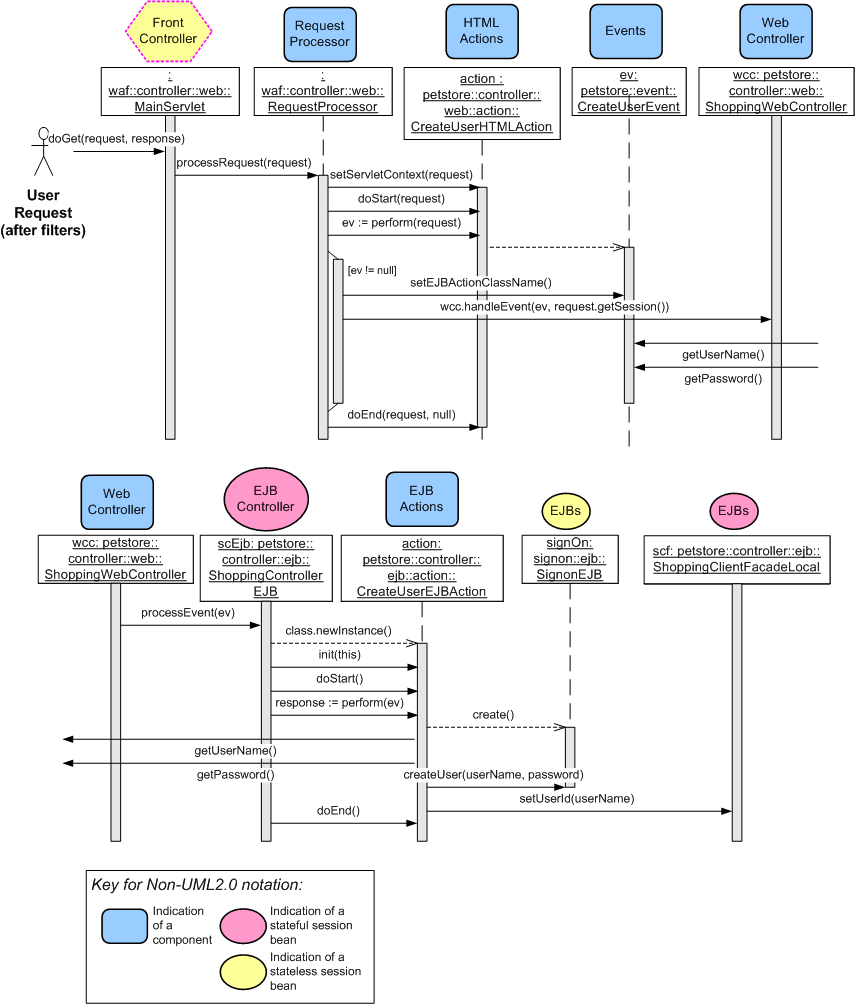 Front
Controller
Request
Processor
HTML
Actions
Events
Web
Controller
:
waf::controller::web::
MainServlet
:
waf::controller::web::
RequestProcessor
action :
petstore::controller::
web::action::
CreateUserHTMLAction
ev:
petstore::event::
CreateUserEvent
wcc: petstore::
controller::web::
ShoppingWebController
doGet(request, response)
User
Request
(after filters)
processRequest(request)
setServletContext(request)
doStart(request)
ev := perform(request)
[ev != null]
setEJBActionClassName()
wcc.handleEvent(ev, request.getSession())
getUserName()
getPassword()
doEnd(request, null)
Web
Controller
EJB
Controller
EJB
Actions
EJBs
EJBs
wcc: petstore::
controller::web::
ShoppingWebController
scEjb: petstore::
controller::ejb::
ShoppingController
EJB
action:
petstore::controller::
ejb::action::
CreateUserEJBAction
signOn:
signon::ejb::
SignonEJB
scf: petstore::controller::ejb::
ShoppingClientFacadeLocal
processEvent(ev)
class.newInstance()
init(this)
doStart()
response := perform(ev)
create()
getUserName()
getPassword()
createUser(userName, password)
setUserId(userName)
doEnd()
Key for Non-UML2.0 notation:
Indication
of a
component
Indication of a
stateful session
bean
Indication of a
stateless session
bean